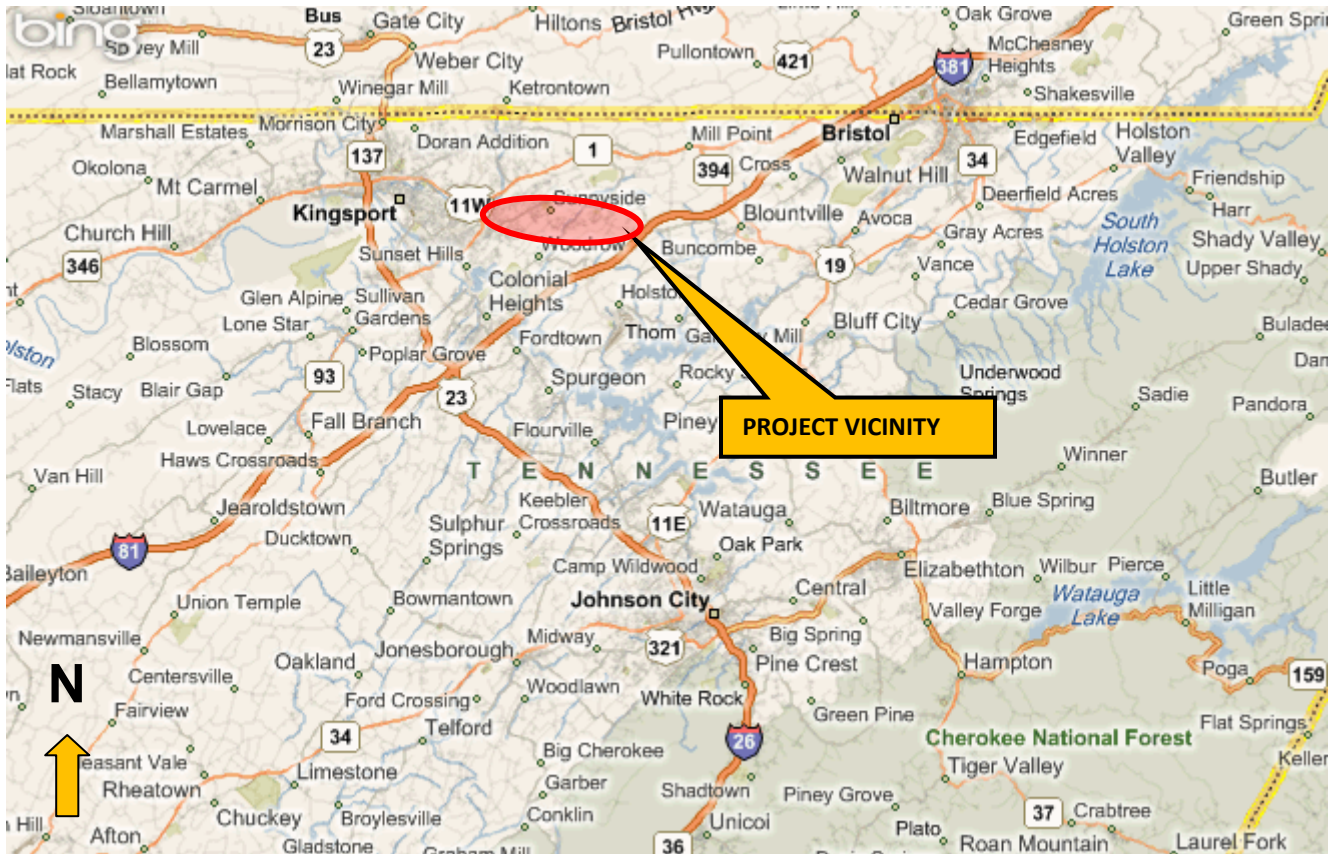 bing
Bus
23
Gate City
Hiltons
Bristol
Oak Grove
McChesney
Heights
Weber City
Pullontown
421
381
Bellamytown
Winegar Mill
Ketrontown
Shakesville
Marshall Estates
Morrison City
Doran Addition
1
Mill Point
Bristol
Edgefield
Holston
Valley
Okolona
137
394
Cross
Walnut Hill
34
Mt Carmel
Friendship
Kingsport
11W
Sunnyside
Deerfield Acres
Church Hill
Blountville
Avoca
Harr
346
Sunset Hills
Woodrow
Buncombe
19
Gray Acres
South
Holston
Lake
Shady Valley
Vance
Upper Shady
Colonial
Heights
Glen Alpine
Sullivan
Gardens
Cedar Grove
Lone Star
Thom
Bluff City
Blossom
Poplar Grove
Fordtown
Mill
Stacy
Blair Gap
93
23
Spurgeon
Rocky
Underwood
Springs
Sadie
Pandora
Lovelace
Fall Branch
Flourville
Piney
PROJECT VICINITY
Haws Crossroads
TENNESSEE
Winner
Van Hill
Butler
Jearoldstown
Keebler
Crossroads
11E
Watauga
Biltmore
Blue Spring
81
Ducktown
Sulphur
Springs
Oak Park
Baileyton
Camp Wildwood
Elizabethton
Wilbur
Pierce
Union Temple
Bowmantown
Johnson City
Central
Valley Forge
Watauga
Lake
Little
Milligan
Newmansville
Midway
321
Big Spring
Jonesborough
Pine Crest
Hampton
Poga
159
N
Centersville
Oakland
Woodlawn
White Rock
Ford Crossing
Fairview
Telford
Green Pine
Flat Springs
34
26
Cherokee National Forest
Big Cherokee
Limestone
Garber
Shadtown
Tiger Valley
Rheatown
Piney Grove
37
Crabtree
Chuckey
Broylesville
Conklin
Unicoi
Plato
Afton
Gladstone
36
Roan Mountain
Laurel Fork